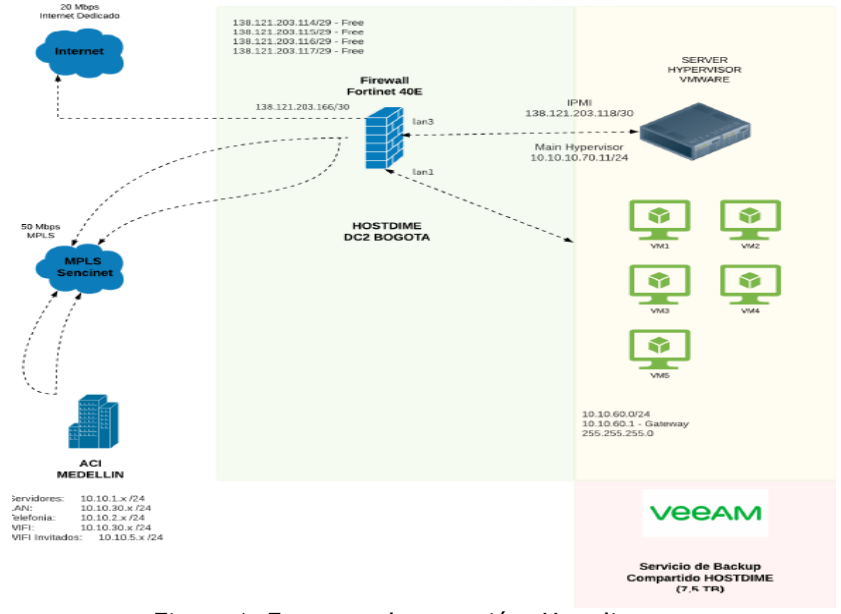 20 Mbps
Internet Dedicado
Internet
138.121.203.114/29 - Free
138.121.203.115/29 - Free
138.121.203.116/29 - Free
138.121.203.117/29 - Free
Firewall
Fortinet 40E
138.121.203.166/30
lan3
lan1
HOSTDIME
DC2 BOGOTA
SERVER
HYPERVISOR
VMWARE
IPMI
138.121.203.118/30
Main Hypervisor
10.10.10.70.11/24
VM1
VM2
VM3
VM4
VM5
50 Mbps
MPLS
MPLS
Sencinet
ACI
MEDELLIN
Servidores: 10.10.1.x /24
LAN: 10.10.30.x /24
Telefonia: 10.10.2.x /24
WIFI: 10.10.30.x /24
WIFI Invitados: 10.10.5.x /24
10.10.60.0/24
10.10.60.1 - Gateway
255.255.255.0
veeam
Servicio de Backup
Compartido HOSTDIME
(7,5 TB)